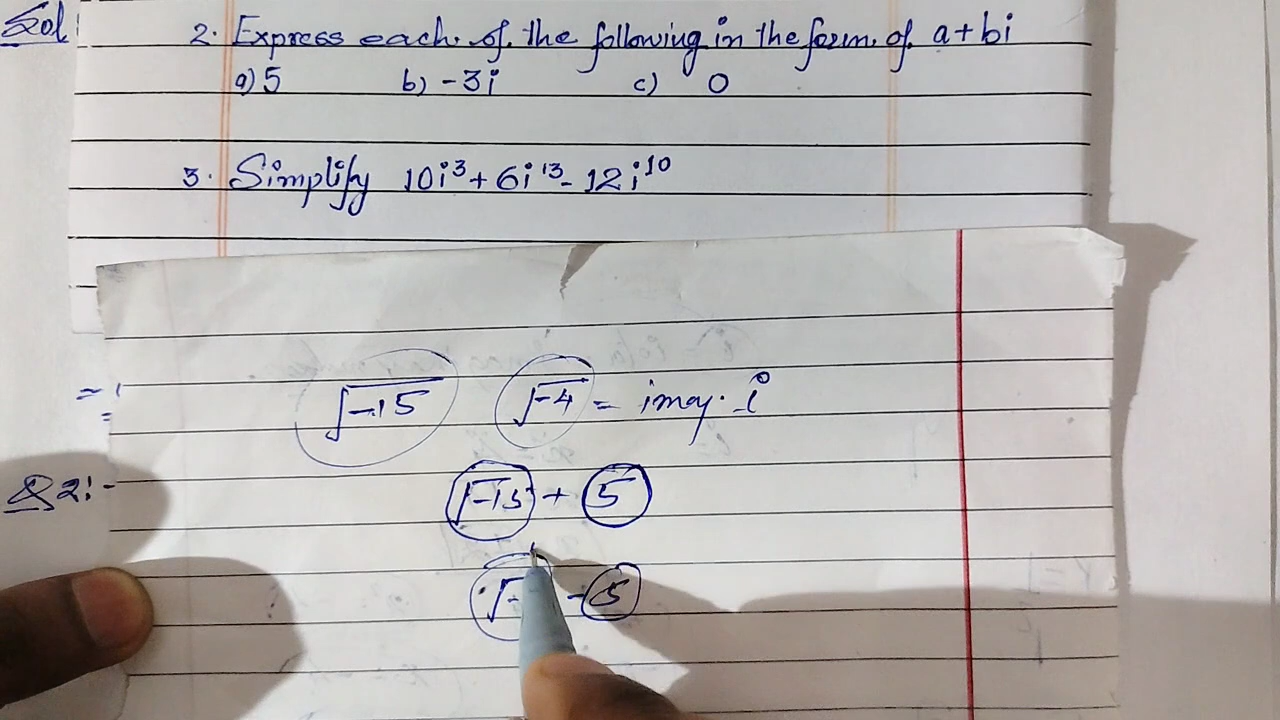 Sol
2. Express each of the following in the form of a+bi
a) 5 b) -3i c) 0
3. Simplify 10i³ + 6i¹³ - 12i¹⁰
√-15 √-4 = imag. i
√-15 + 5
Q2:-
- 5